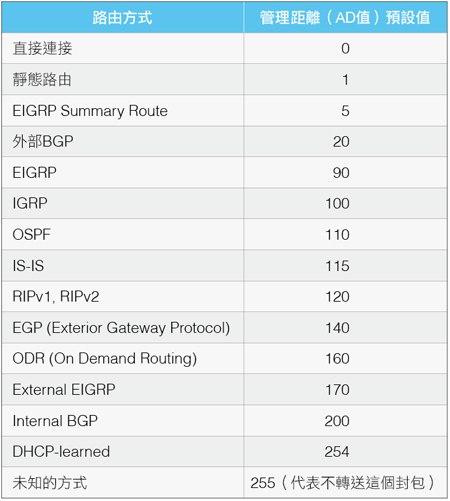 路由方式 管理距離（AD值）預設值
直接連接 0
靜態路由 1
EIGRP Summary Route 5
外部BGP 20
EIGRP 90
IGRP 100
OSPF 110
IS-IS 115
RIPv1, RIPv2 120
EGP (Exterior Gateway Protocol) 140
ODR (On Demand Routing) 160
External EIGRP 170
Internal BGP 200
DHCP-learned 254
未知的方式 255（代表不轉送這個封包）